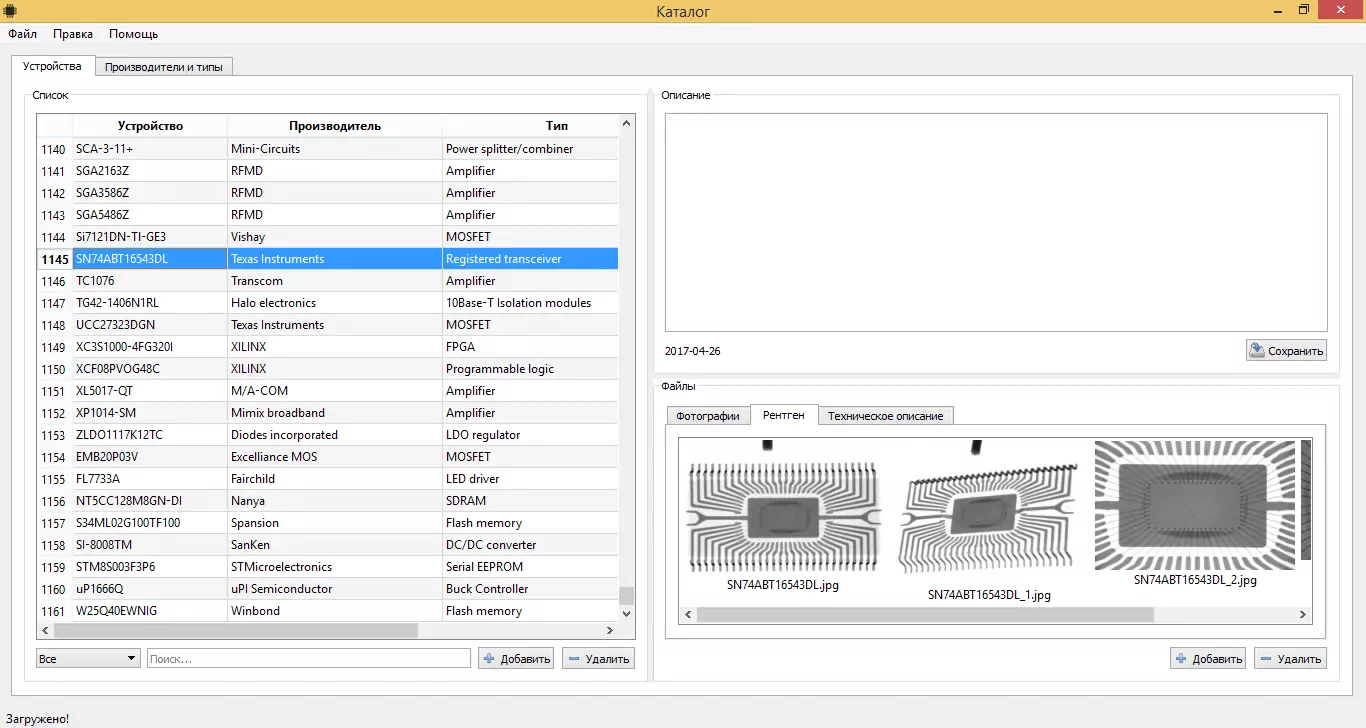 Каталог
Файл Правка Помощь
Устройства Производители и типы
Список
Устройство Производитель Тип
1140 SCA-3-11+ Mini-Circuits Power splitter/combiner
1141 SGA2163Z RFMD Amplifier
1142 SGA3586Z RFMD Amplifier
1143 SGA5486Z RFMD Amplifier
1144 Si7121DN-TI-GE3 Vishay MOSFET
1145 SN74ABT16543DL Texas Instruments Registered transceiver
1146 TC1076 Transcom Amplifier
1147 TG42-1406N1RL Halo electronics 10Base-T Isolation modules
1148 UCC27323DGN Texas Instruments MOSFET
1149 XC3S1000-4FG320I XILINX FPGA
1150 XCF08PVOG48C XILINX Programmable logic
1151 XL5017-QT M/A-COM Amplifier
1152 XP1014-SM Mimix broadband Amplifier
1153 ZLDO1117K12TC Diodes incorporated LDO regulator
1154 EMB20P03V Excelliance MOS MOSFET
1155 FL7733A Fairchild LED driver
1156 NT5CC128M8GN-DI Nanya SDRAM
1157 S34ML02G100TF100 Spansion Flash memory
1158 SI-8008TM SanKen DC/DC converter
1159 STM8S003F3P6 STMicroelectronics Serial EEPROM
1160 uP1666Q uPI Semiconductor Buck Controller
1161 W25Q40EWNIG Winbond Flash memory
Все Поиск... Добавить Удалить
Описание
2017-04-26 Сохранить
Файлы
Фотографии Рентген Техническое описание
SN74ABT16543DL.jpg
SN74ABT16543DL_1.jpg
SN74ABT16543DL_2.jpg
Добавить Удалить
Загружено!